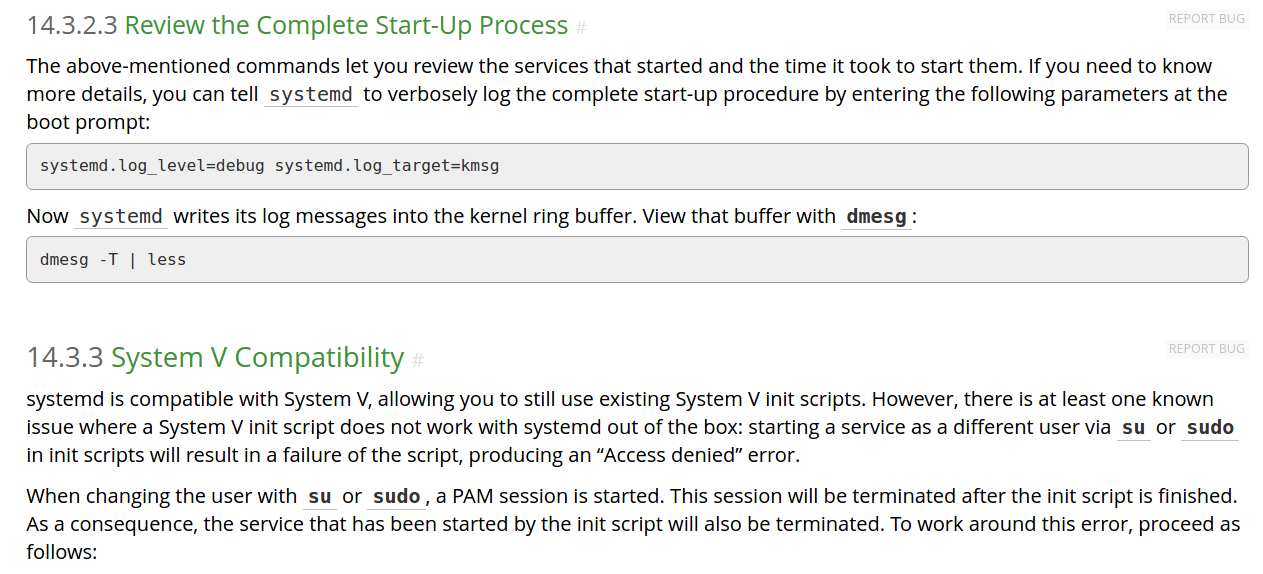 14.3.2.3 Review the Complete Start-Up Process #
REPORT BUG
The above-mentioned commands let you review the services that started and the time it took to start them. If you need to know
more details, you can tell systemd to verbosely log the complete start-up procedure by entering the following parameters at the
boot prompt:
systemd.log_level=debug systemd.log_target=kmsg
Now systemd writes its log messages into the kernel ring buffer. View that buffer with dmesg:
dmesg -T | less
14.3.3 System V Compatibility #
REPORT BUG
systemd is compatible with System V, allowing you to still use existing System V init scripts. However, there is at least one known
issue where a System V init script does not work with systemd out of the box: starting a service as a different user via su or sudo
in init scripts will result in a failure of the script, producing an “Access denied” error.
When changing the user with su or sudo, a PAM session is started. This session will be terminated after the init script is finished.
As a consequence, the service that has been started by the init script will also be terminated. To work around this error, proceed as
follows: